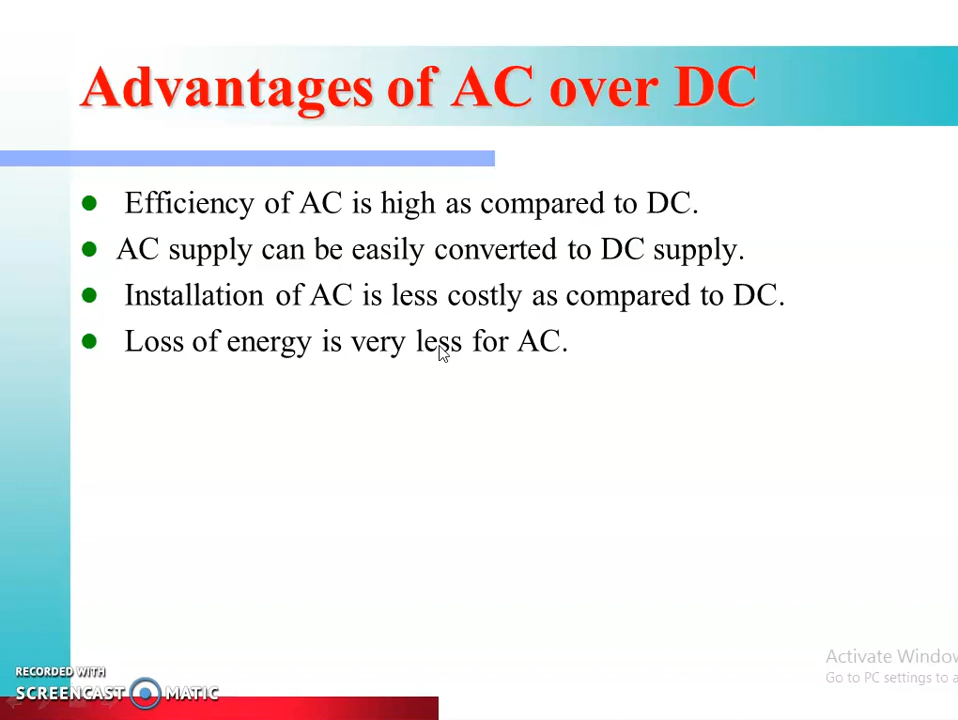 Advantages of AC over DC
Efficiency of AC is high as compared to DC.
AC supply can be easily converted to DC supply.
Installation of AC is less costly as compared to DC.
Loss of energy is very less for AC.
Activate Window
Go to PC settings to a
RECORDED WITH
SCREENCAST MATIC